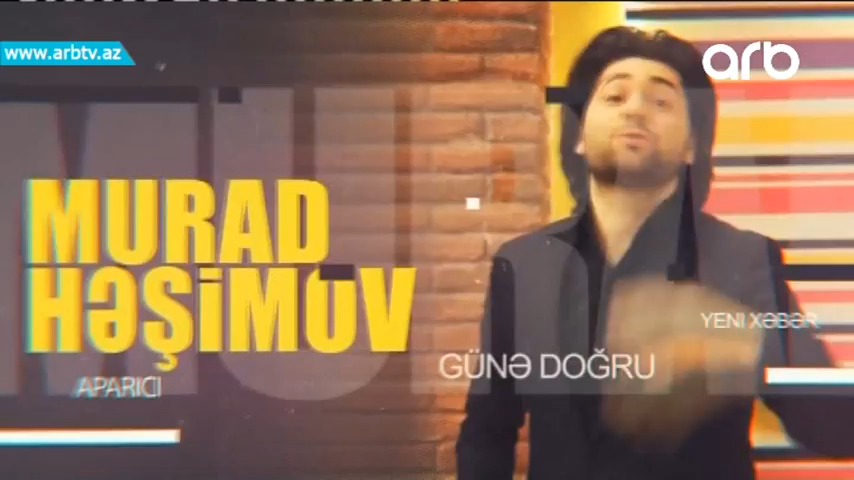 www.arbtv.az
arb
MURAD
HƏŞİMOV
APARICI
GÜNƏ DOĞRU
YENI XƏBƏR